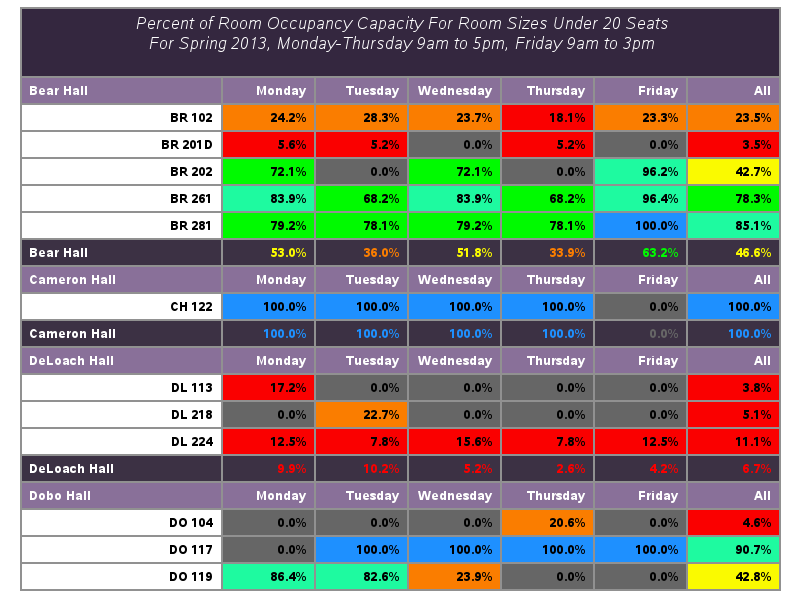 Percent of Room Occupancy Capacity For Room Sizes Under 20 Seats
For Spring 2013, Monday-Thursday 9am to 5pm, Friday 9am to 3pm
Bear Hall Monday Tuesday Wednesday Thursday Friday All
BR 102 24.2% 28.3% 23.7% 18.1% 23.3% 23.5%
BR 201D 5.6% 5.2% 0.0% 5.2% 0.0% 3.5%
BR 202 72.1% 0.0% 72.1% 0.0% 96.2% 42.7%
BR 261 83.9% 68.2% 83.9% 68.2% 96.4% 78.3%
BR 281 79.2% 78.1% 79.2% 78.1% 100.0% 85.1%
Bear Hall 53.0% 36.0% 51.8% 33.9% 63.2% 46.6%
Cameron Hall Monday Tuesday Wednesday Thursday Friday All
CH 122 100.0% 100.0% 100.0% 100.0% 0.0% 100.0%
Cameron Hall 100.0% 100.0% 100.0% 100.0% 0.0% 100.0%
DeLoach Hall Monday Tuesday Wednesday Thursday Friday All
DL 113 17.2% 0.0% 0.0% 0.0% 0.0% 3.8%
DL 218 0.0% 22.7% 0.0% 0.0% 0.0% 5.1%
DL 224 12.5% 7.8% 15.6% 7.8% 12.5% 11.1%
DeLoach Hall 9.9% 10.2% 5.2% 2.6% 4.2% 6.7%
Dobo Hall Monday Tuesday Wednesday Thursday Friday All
DO 104 0.0% 0.0% 0.0% 20.6% 0.0% 4.6%
DO 117 0.0% 100.0% 100.0% 100.0% 100.0% 90.7%
DO 119 86.4% 82.6% 23.9% 0.0% 0.0% 42.8%